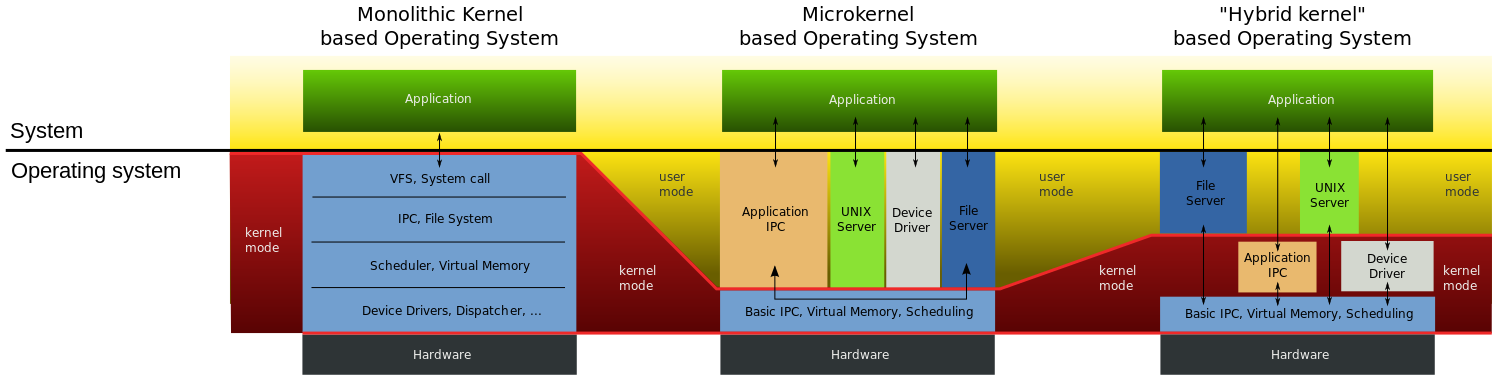 Monolithic Kernel
based Operating System
Microkernel
based Operating System
"Hybrid kernel"
based Operating System
System
Operating system
Application
VFS, System call
IPC, File System
Scheduler, Virtual Memory
Device Drivers, Dispatcher, ...
Hardware
kernel
mode
user
mode
kernel
mode
Application
Application
IPC
UNIX
Server
Device
Driver
File
Server
Basic IPC, Virtual Memory, Scheduling
Hardware
user
mode
kernel
mode
Application
File
Server
UNIX
Server
Application
IPC
Device
Driver
Basic IPC, Virtual Memory, Scheduling
Hardware
user
mode
kernel
mode